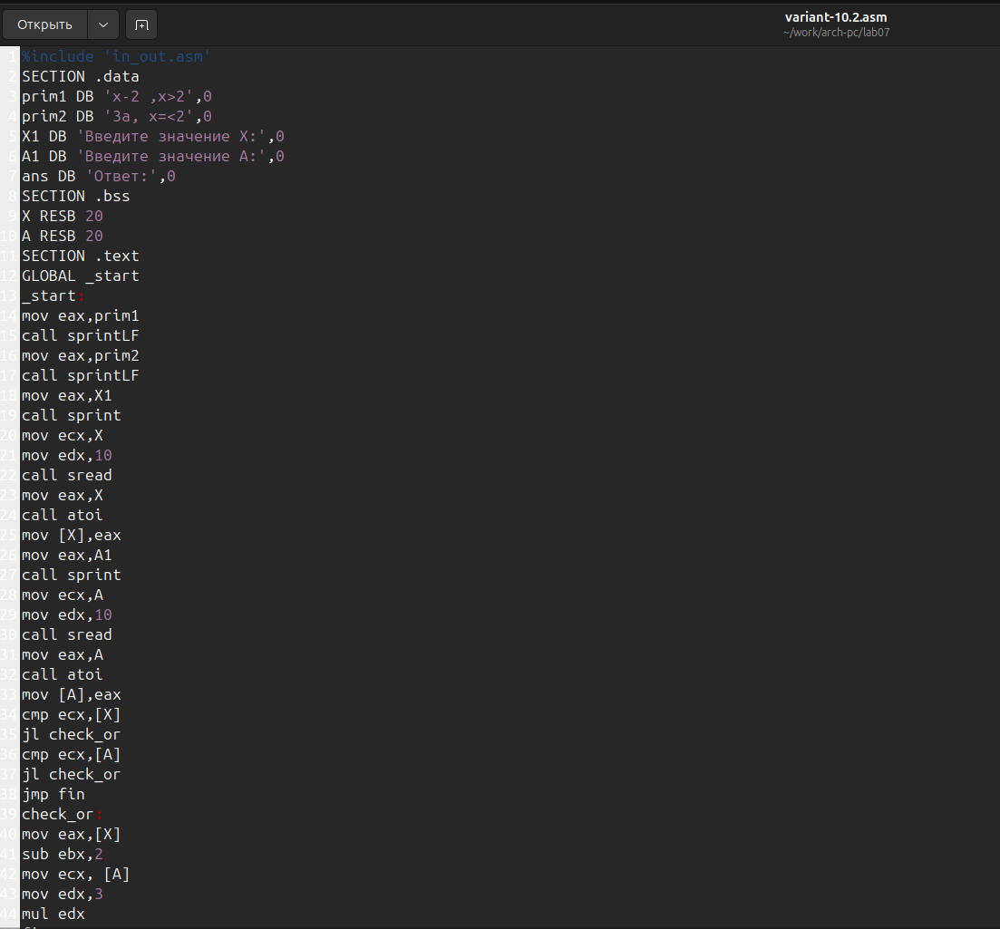 Открыть
variant-10.2.asm
~/work/arch-pc/lab07
1 %include 'in_out.asm'
2 SECTION .data
3 prim1 DB 'x-2 ,x>2',0
4 prim2 DB '3a, x=<2',0
5 X1 DB 'Введите значение X:',0
6 A1 DB 'Введите значение A:',0
7 ans DB 'Ответ:',0
8 SECTION .bss
9 X RESB 20
10 A RESB 20
11 SECTION .text
12 GLOBAL _start
13 _start:
14 mov eax,prim1
15 call sprintLF
16 mov eax,prim2
17 call sprintLF
18 mov eax,X1
19 call sprint
20 mov ecx,X
21 mov edx,10
22 call sread
23 mov eax,X
24 call atoi
25 mov [X],eax
26 mov eax,A1
27 call sprint
28 mov ecx,A
29 mov edx,10
30 call sread
31 mov eax,A
32 call atoi
33 mov [A],eax
34 cmp ecx,[X]
35 jl check_or
36 cmp ecx,[A]
37 jl check_or
38 jmp fin
39 check_or:
40 mov eax,[X]
41 sub ebx,2
42 mov ecx, [A]
43 mov edx,3
44 mul edx